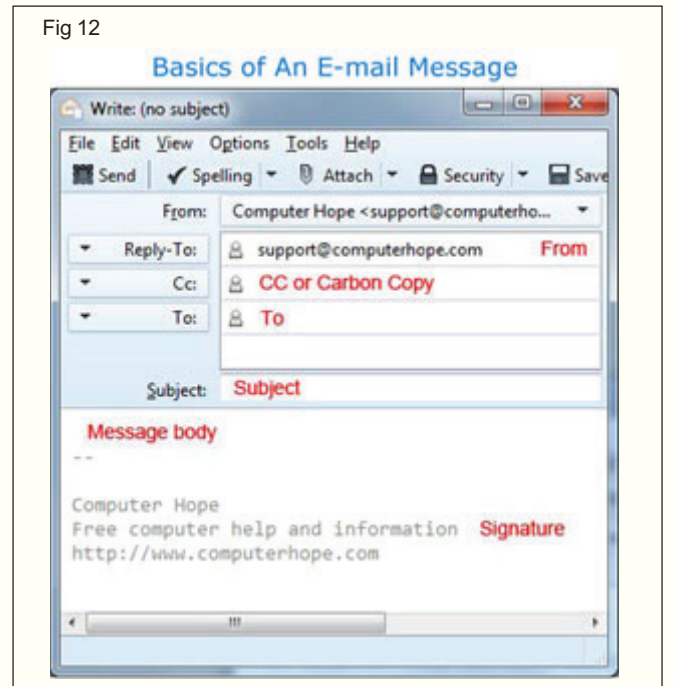 Fig 12
Basics of An E-mail Message
Write: (no subject)
File Edit View Options Tools Help
Send Spelling Attach Security Save
From: Computer Hope <support@computerho...
Reply-To: support@computerhope.com From
Cc: CC or Carbon Copy
To: To
Subject: Subject
Message body
--
Computer Hope
Free computer help and information Signature
http://www.computerhope.com